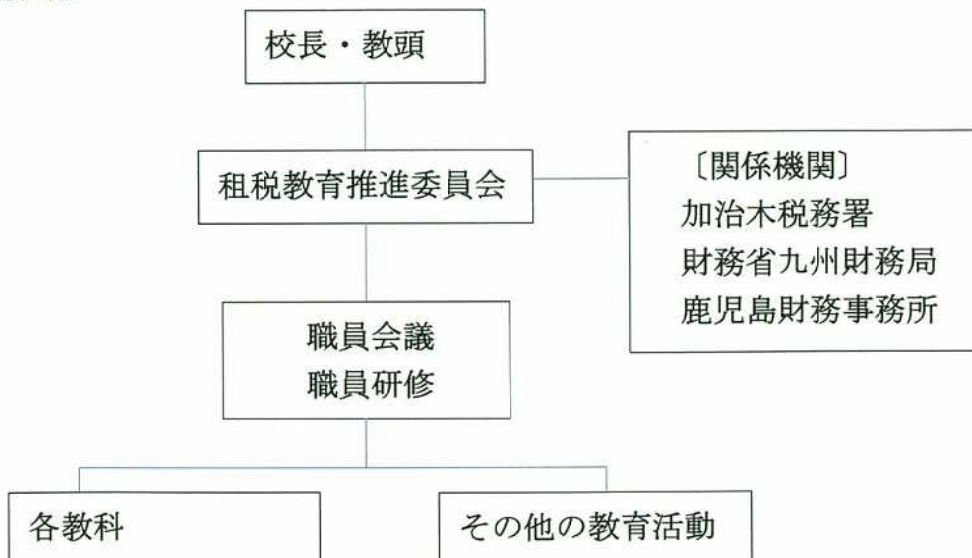 校長・教頭
租税教育推進委員会
〔関係機関〕
加治木税務署
財務省九州財務局
鹿児島財務事務所
職員会議
職員研修
各教科
その他の教育活動